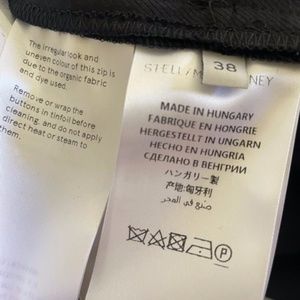 The irregular look and
uneven colour of this zip is
due to the organic fabric
and dye used.
Remove or wrap the
buttons in tinfoil before
cleaning, and do not apply
direct heat or steam to
38
STELL M NEY
MADE IN HUNGARY
FABRIQUE EN HONGRIE
HERGESTELLT IN UNGARN
HECHO EN HUNGRIA
СДЕЛАНО В ВЕНГРИИ
ハンガリー製
产地:匈牙利
صنع في المجر
P